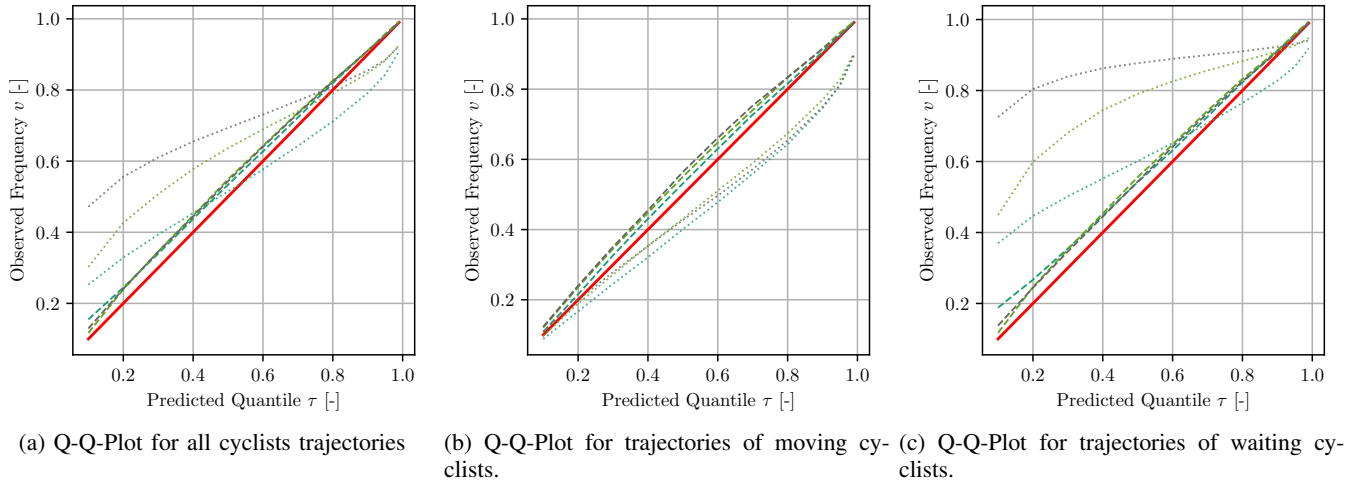 1.0
0.8
0.6
0.4
0.2
Observed Frequency v [-]
0.2 0.4 0.6 0.8 1.0
Predicted Quantile τ [-]
(a) Q-Q-Plot for all cyclists trajectories
1.0
0.8
0.6
0.4
0.2
Observed Frequency v [-]
0.2 0.4 0.6 0.8 1.0
Predicted Quantile τ [-]
(b) Q-Q-Plot for trajectories of moving cy-
clists.
1.0
0.8
0.6
0.4
0.2
Observed Frequency v [-]
0.2 0.4 0.6 0.8 1.0
Predicted Quantile τ [-]
(c) Q-Q-Plot for trajectories of waiting cy-
clists.